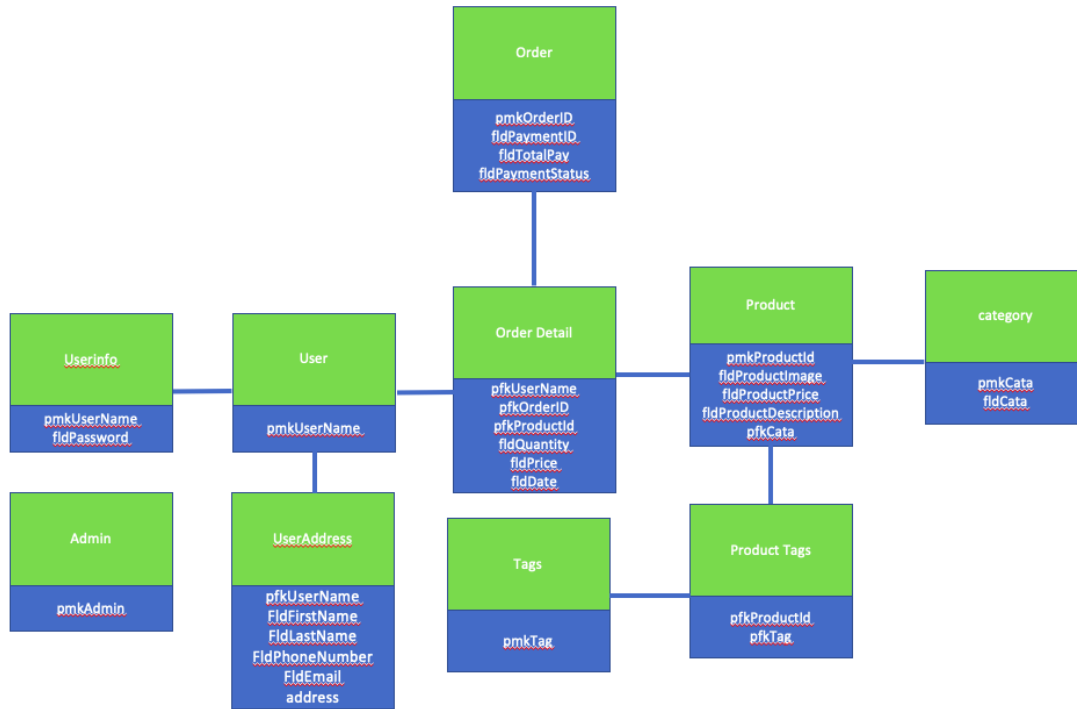 Order
pmkOrderID
fldPaymentID
fldTotalPay
fldPaymentStatus
Userinfo
pmkUserName
fldPassword
User
pmkUserName
Order Detail
pfkUserName
pfkOrderID
pfkProductId
fldQuantity
fldPrice
fldDate
Product
pmkProductId
fldProductImage
fldProductPrice
fldProductDescription
pfkCata
category
pmkCata
fldCata
Admin
pmkAdmin
UserAddress
pfkUserName
FldFirstName
FldLastName
FldPhoneNumber
FldEmail
address
Tags
pmkTag
Product Tags
pfkProductId
pfkTag